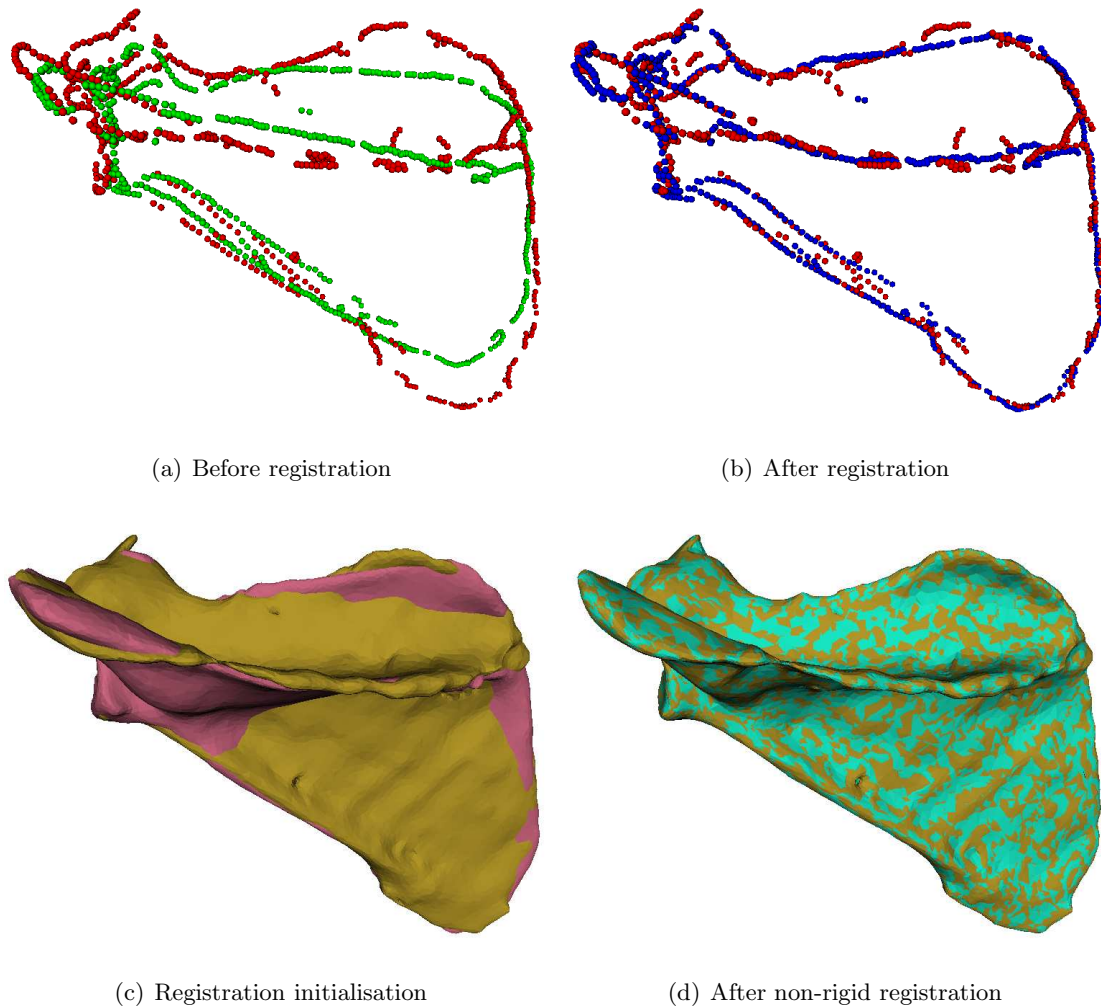 (a) Before registration
(b) After registration
(c) Registration initialisation
(d) After non-rigid registration